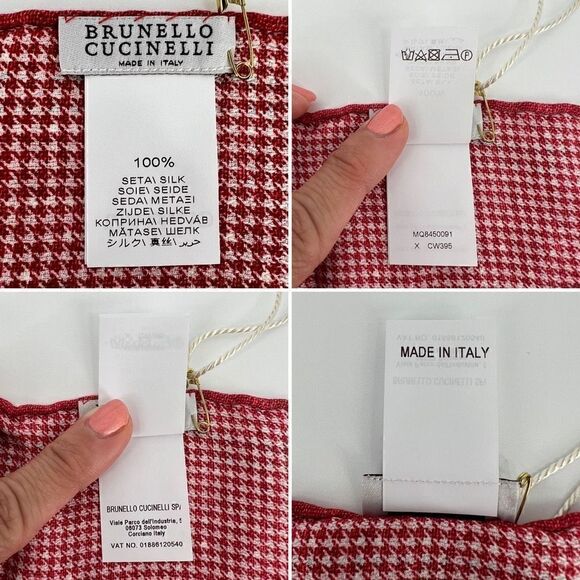 BRUNELLO
CUCINELLI
MADE IN ITALY
100%
SETA\ SILK
SOIE\ SEIDE
SEDA\ ΜΕΤΑΞΙ
ZIJDE\ SILKE
КОПРИНА\ HEDVÁB
MĂTASE\ ШЕЛК
シルク\ 真丝\ حرير
MQ8450091
X CW395
BRUNELLO CUCINELLI SPA
Viale Parco dell'Industria, 5
06073 Solomeo
Corciano Italy
VAT NO. 01886120540
MADE IN ITALY